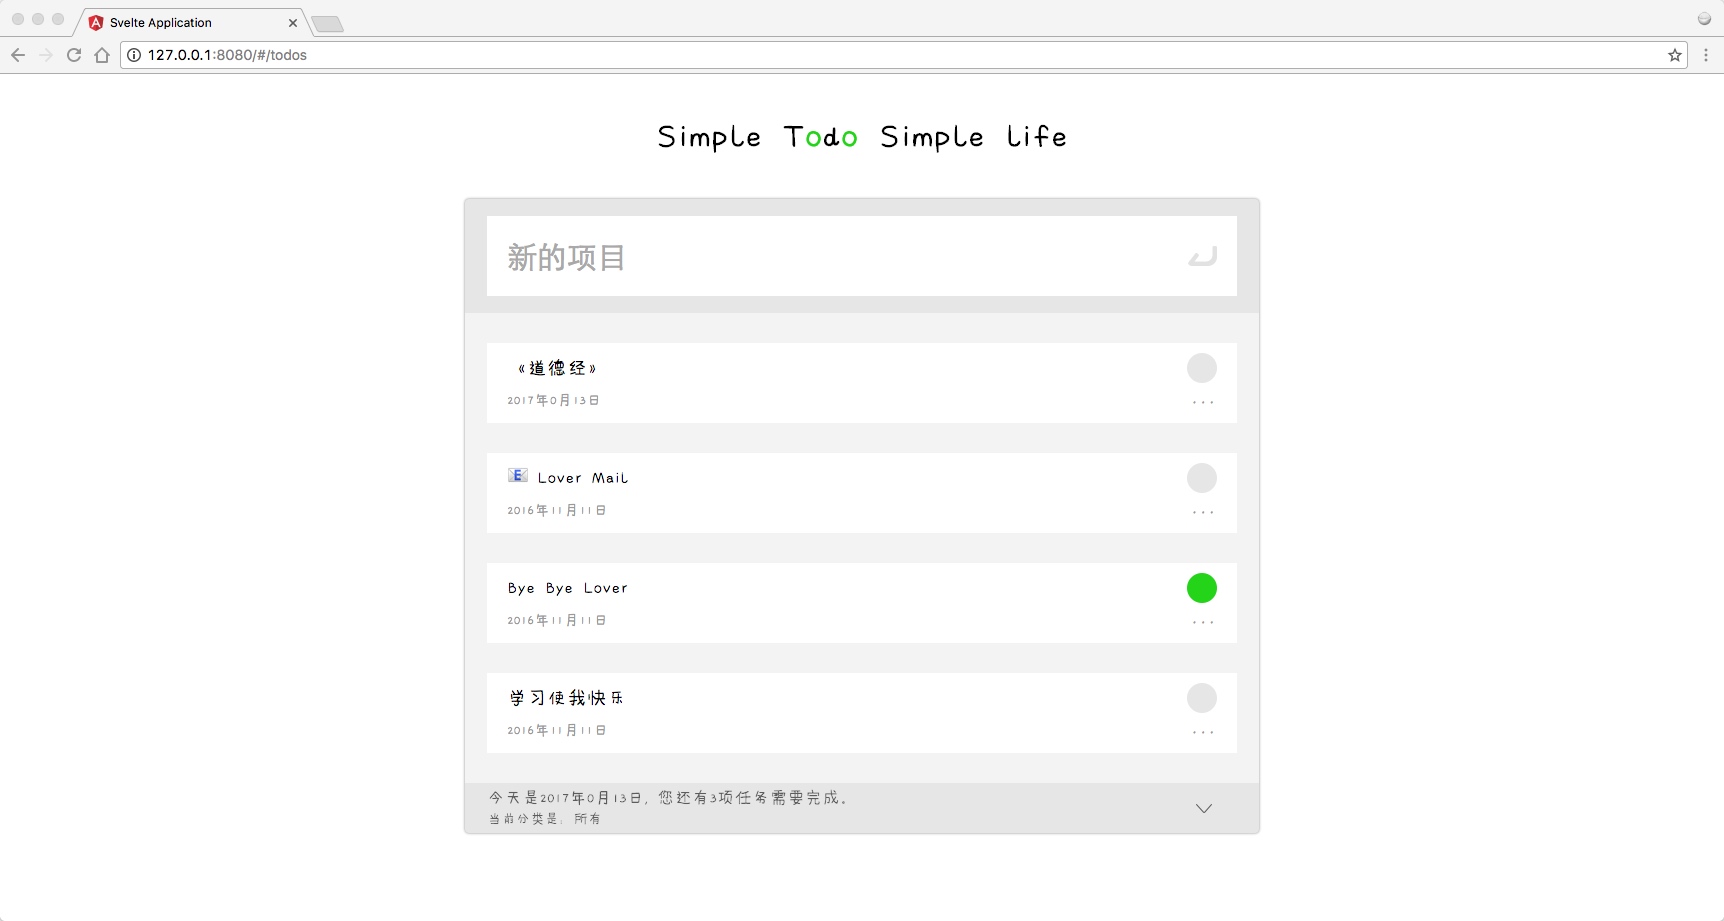 Svelte Application
127.0.0.1:8080/#/todos
Simple Todo Simple life
新的项目
《道德经》
2017年0月13日
...
E Lover Mail
2016年11月11日
...
Bye Bye Lover
2016年11月11日
...
学习使我快乐
2016年11月11日
...
今天是2017年0月13日, 您还有3项任务需要完成。
当前分类是: 所有